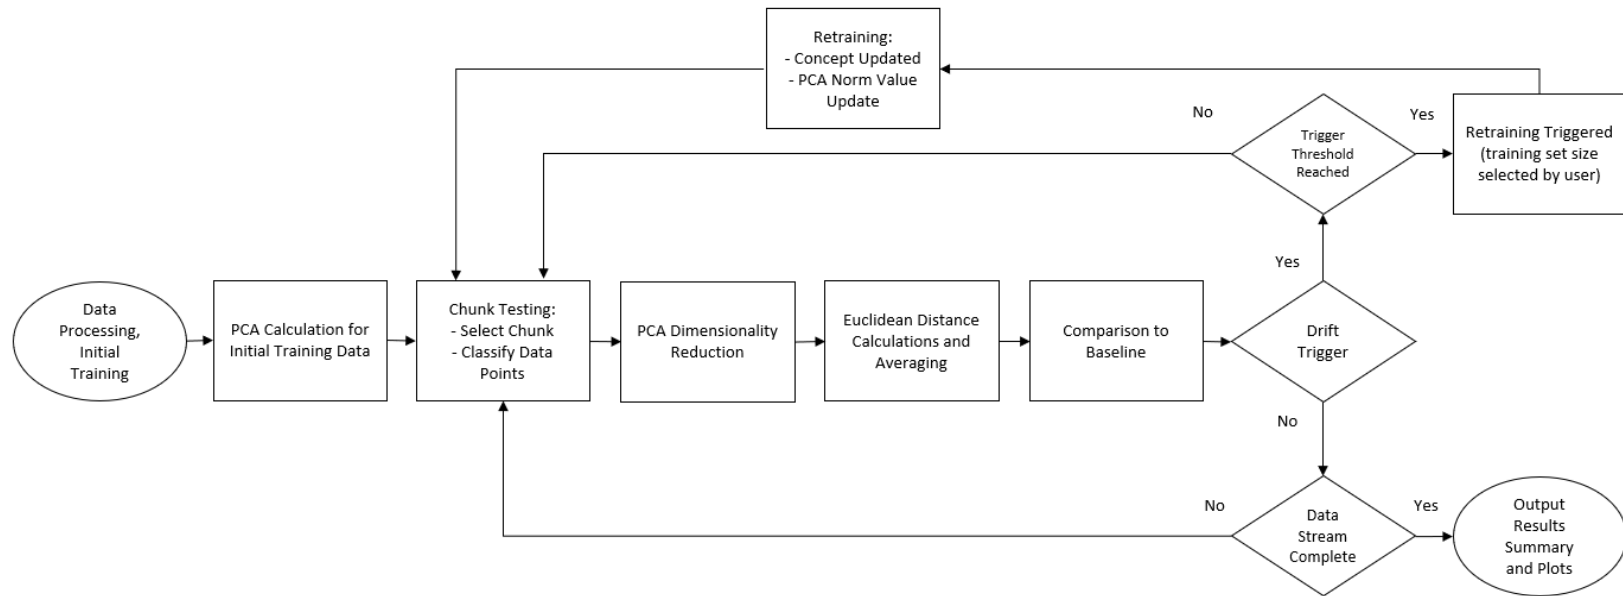 Retraining:
- Concept Updated
- PCA Norm Value
Update
No
Yes
Trigger
Threshold
Reached
Retraining Triggered
(training set size
selected by user)
Yes
Data
Processing,
Initial
Training
PCA Calculation for
Initial Training Data
Chunk Testing:
- Select Chunk
- Classify Data
Points
PCA Dimensionality
Reduction
Euclidean Distance
Calculations and
Averaging
Comparison to
Baseline
Drift
Trigger
No
No
Data
Stream
Complete
Yes
Output
Results
Summary
and Plots